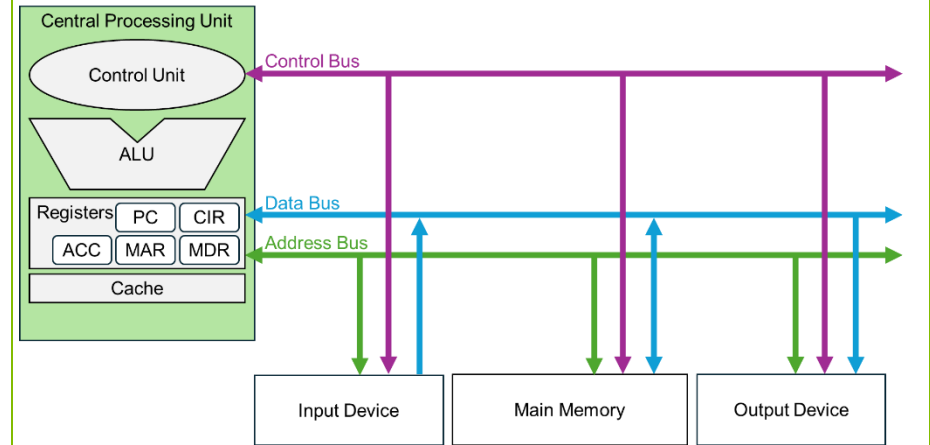 Central Processing Unit
Control Unit
Control Bus
ALU
Data Bus
Registers PC CIR
ACC MAR MDR
Address Bus
Cache
Input Device Main Memory Output Device